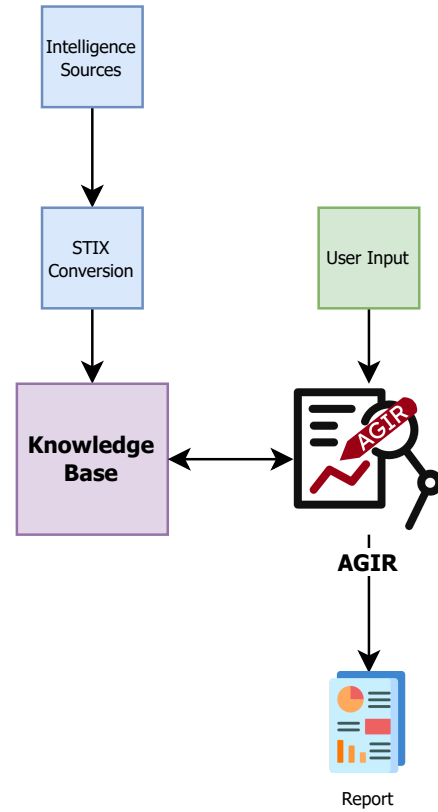 Intelligence
Sources
STIX
Conversion
User Input
Knowledge
Base
AGIR
AGIR
Report